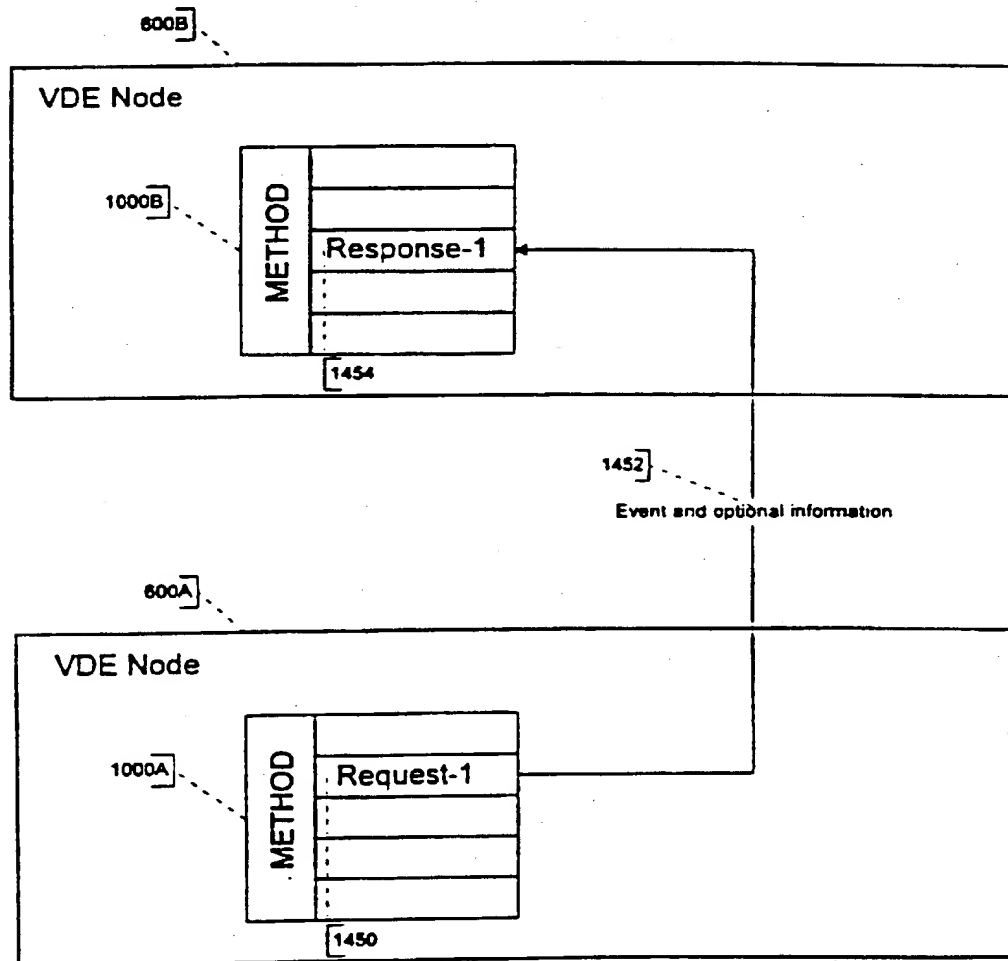 600B
VDE Node
1000B
METHOD
Response-1
1454
1452
Event and optional information
600A
VDE Node
1000A
METHOD
Request-1
1450